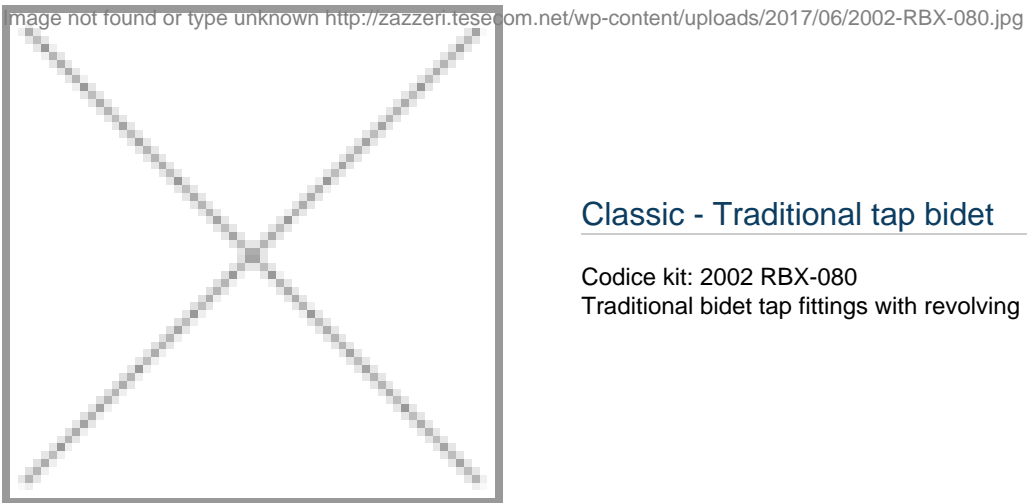 Image not found or type unknown http://zazzeri.tesecom.net/wp-content/uploads/2017/06/2002-RBX-080.jpg
Classic - Traditional tap bidet
Codice kit: 2002 RBX-080
Traditional bidet tap fittings with revolving